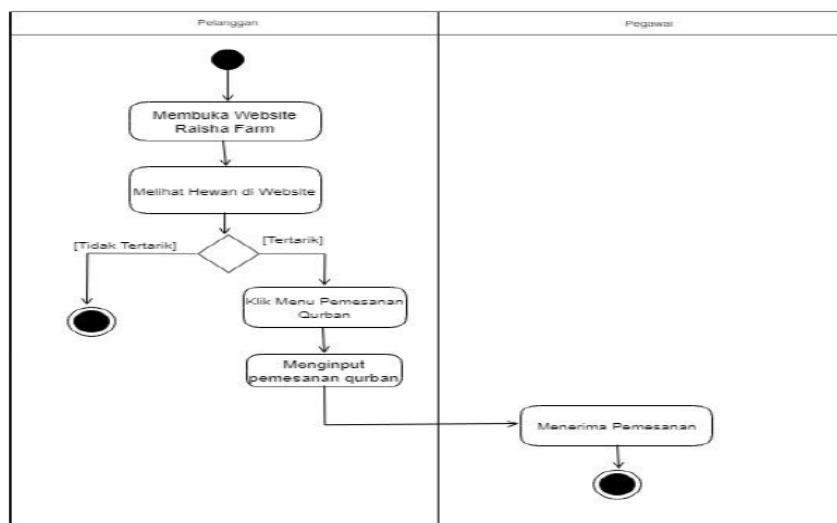 Pelanggan
Pegawai
Membuka Website
Raisha Farm
Melihat Hewan di Website
[Tidak Tertarik]
[Tertarik]
Klik Menu Pemesanan
Qurban
Menginput
pemesanan qurban
Menerima Pemesanan